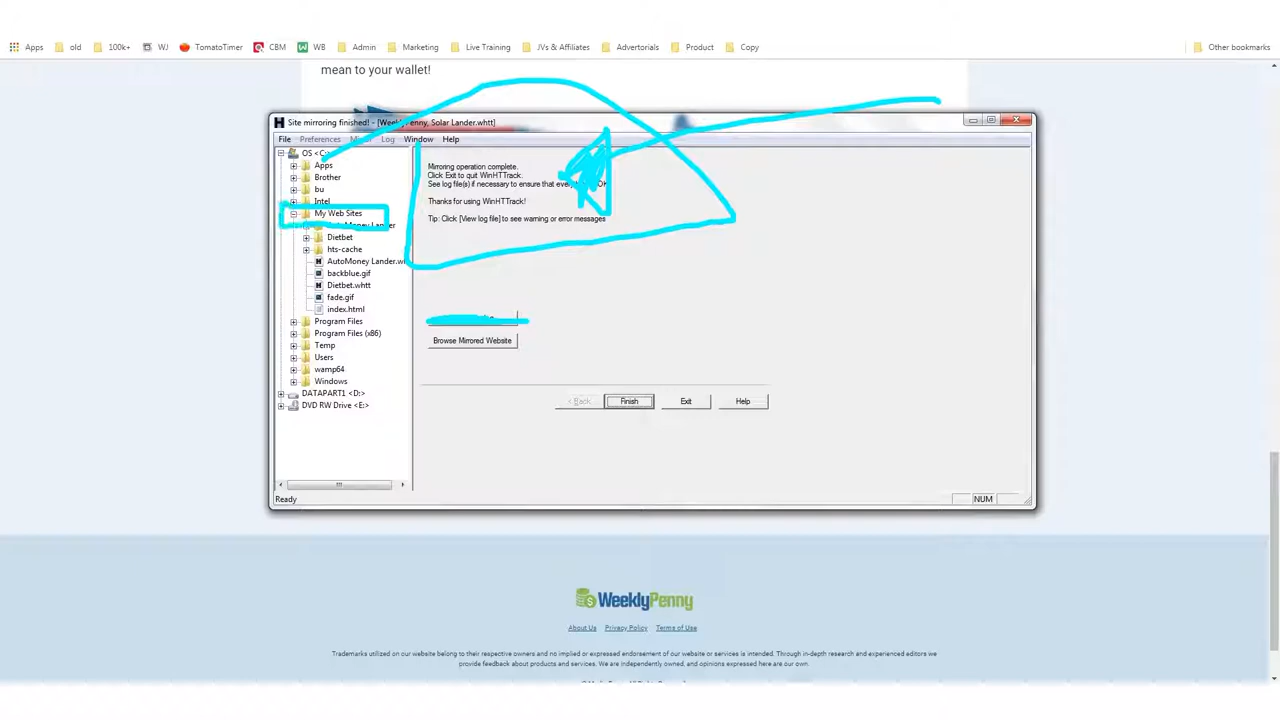 Apps old 100k+ WJ TomatoTimer CBM WB Admin Marketing Live Training JVs & Affiliates Advertorials Product Copy Other bookmarks
mean to your wallet!
Site mirroring finished! - [WeeklyPenny, Solar Lander.whtt]
File Preferences Mirror Log Window Help
OS <C:>
Apps
Brother
bu
Intel
My Web Sites
AutoMoney Lander
Dietbet
hts-cache
AutoMoney Lander.wh
backblue.gif
Dietbet.whtt
fade.gif
index.html
Program Files
Program Files (x86)
Temp
Users
wamp64
Windows
DATAPART1 <D:>
DVD RW Drive <E:>
Mirroring operation complete.
Click Exit to quit WinHTTrack.
See log file(s) if necessary to ensure that everything is OK.
Thanks for using WinHTTrack!
Tip: Click [View log file] to see warning or error messages
Browse Mirrored Website
< Back Finish Exit Help
Ready NUM
WeeklyPenny
About Us Privacy Policy Terms of Use
Trademarks utilized on our website belong to their respective owners and no implied or expressed endorsement of our website or services is intended. Through in-depth research and experienced editors we
provide feedback about products and services. We are independently owned, and opinions expressed here are our own.